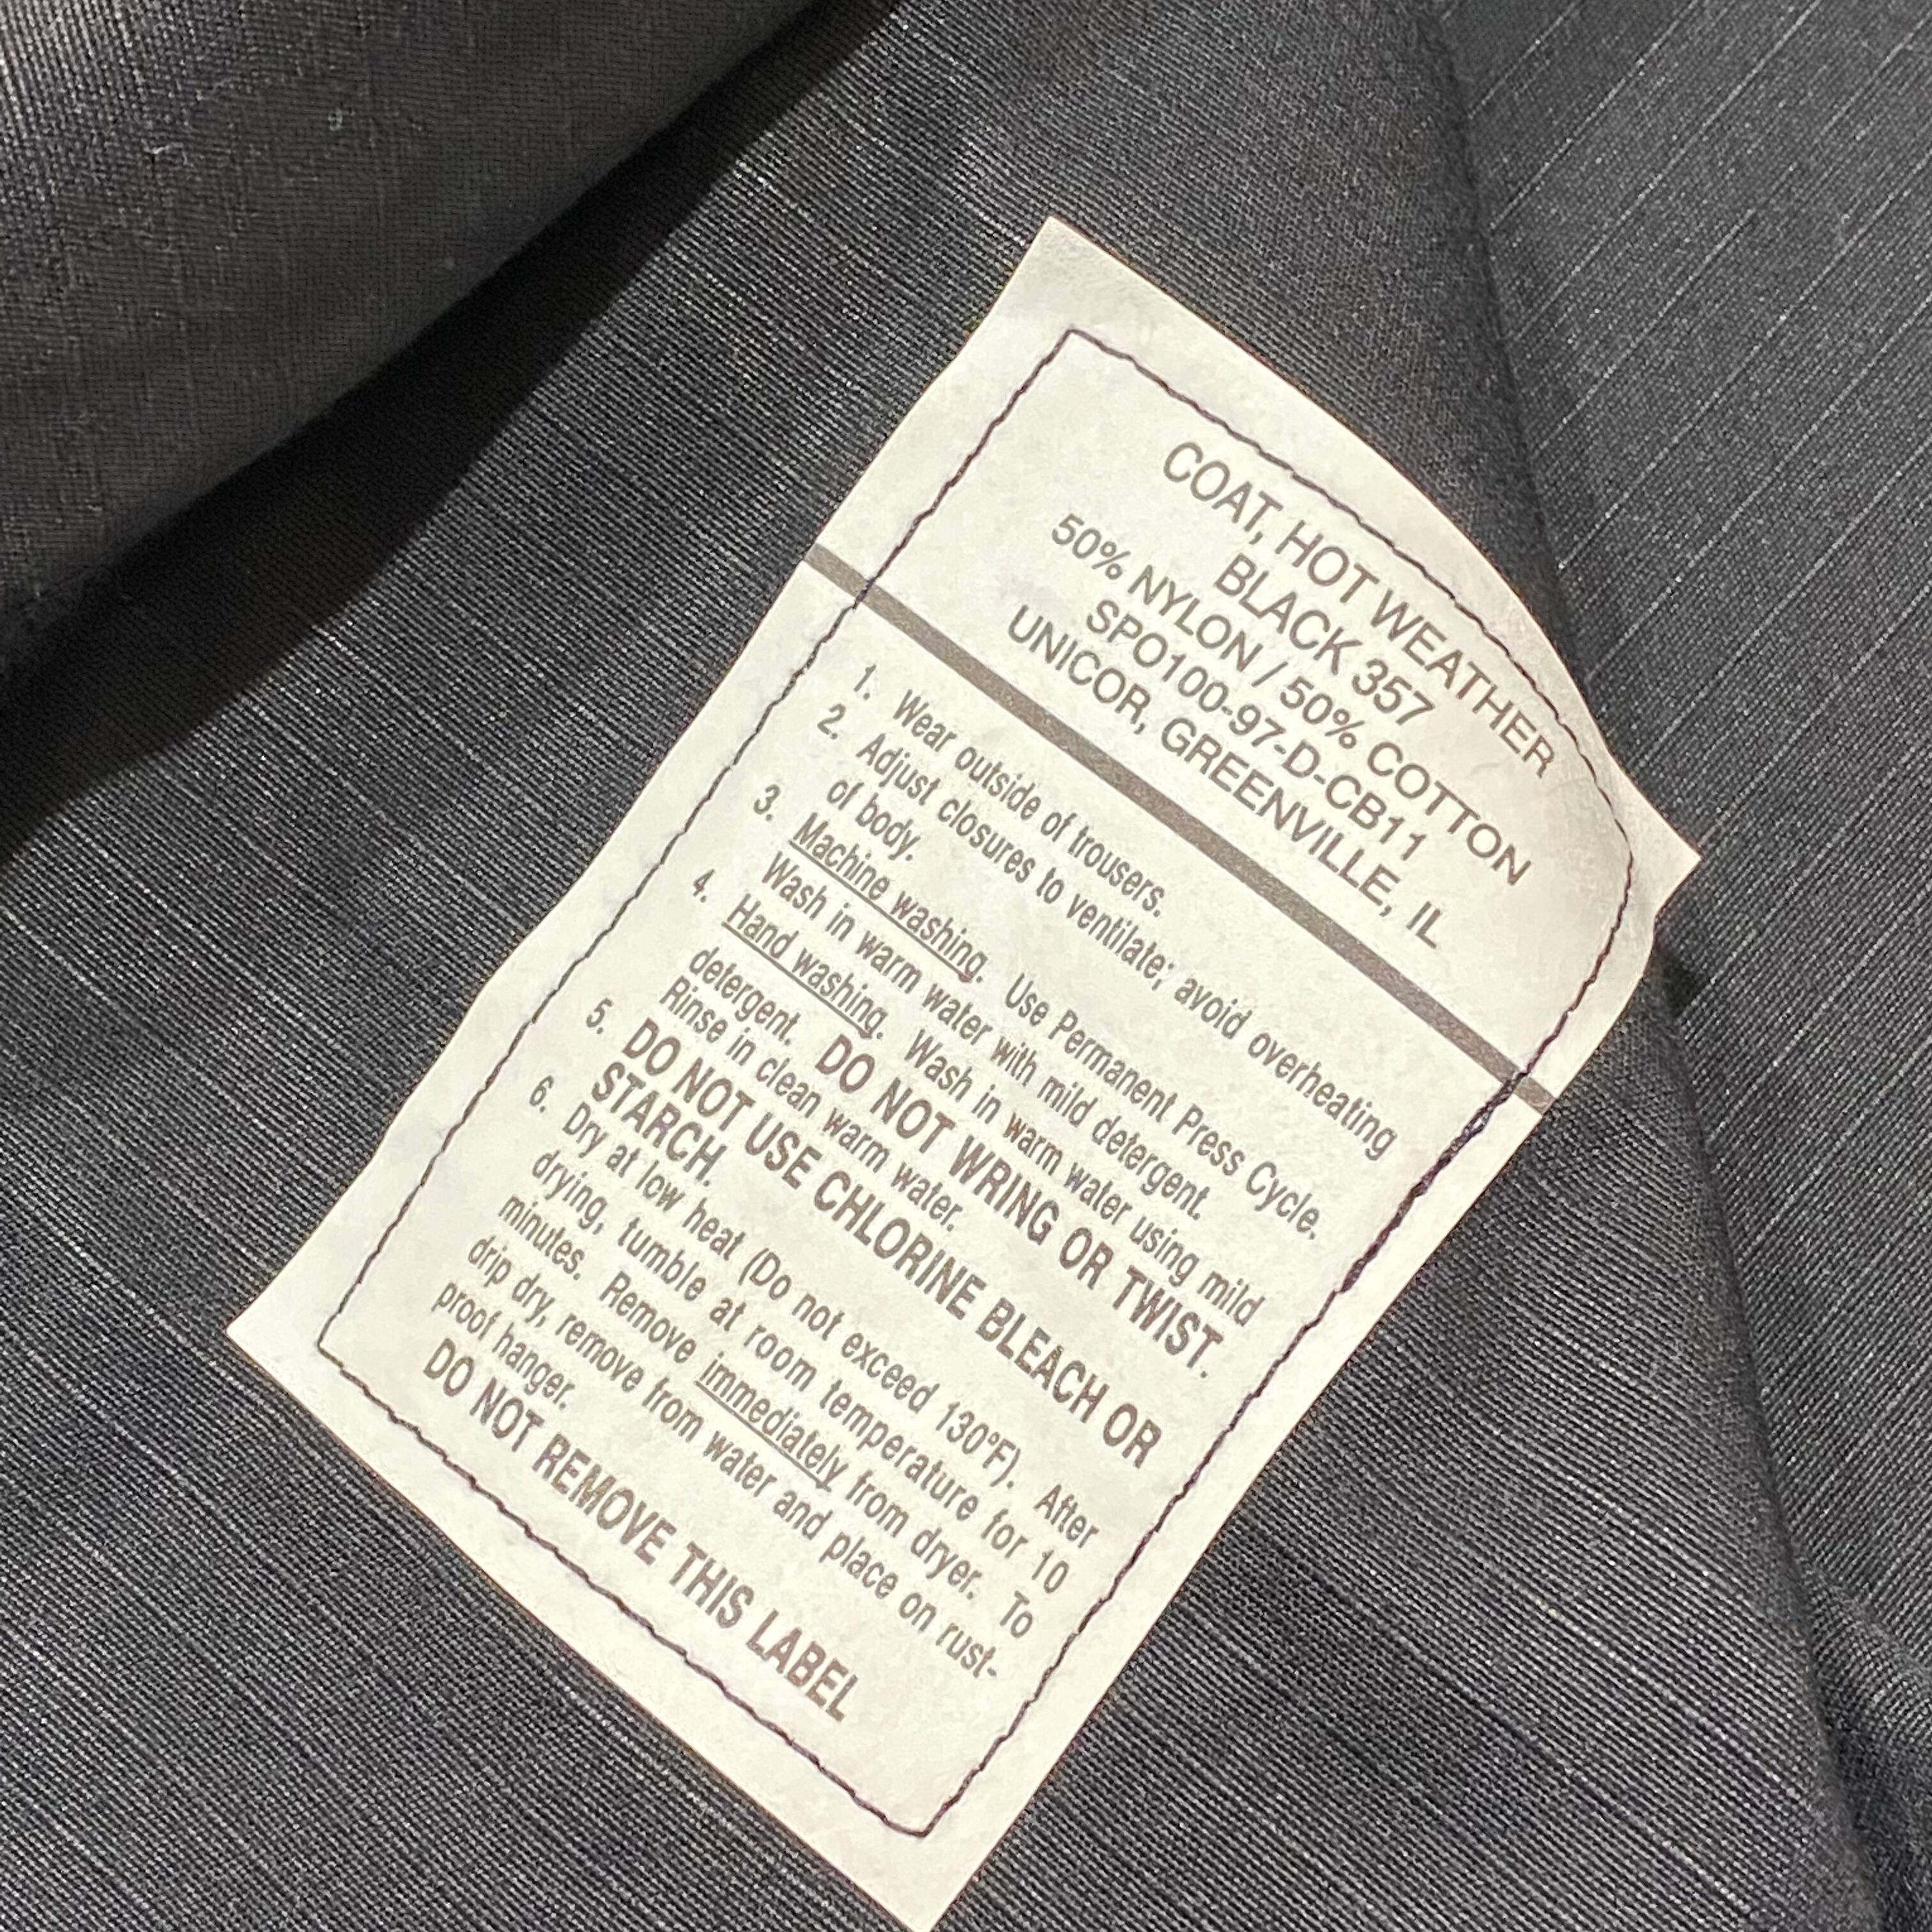 COAT, HOT WEATHER
BLACK 357
50% NYLON / 50% COTTON
SPO100-97-D-CB11
UNICOR, GREENVILLE, IL
1. Wear outside of trousers.
2. Adjust closures to ventilate; avoid overheating
of body.
3. Machine washing. Use Permanent Press Cycle.
Wash in warm water with mild detergent.
4. Hand washing. Wash in warm water using mild
detergent. DO NOT WRING OR TWIST.
Rinse in clean warm water.
5. DO NOT USE CHLORINE BLEACH OR
STARCH.
6. Dry at low heat (Do not exceed 130°F). After
drying, tumble at room temperature for 10
minutes. Remove immediately from dryer. To
drip dry, remove from water and place on rust-
proof hanger.
DO NOT REMOVE THIS LABEL